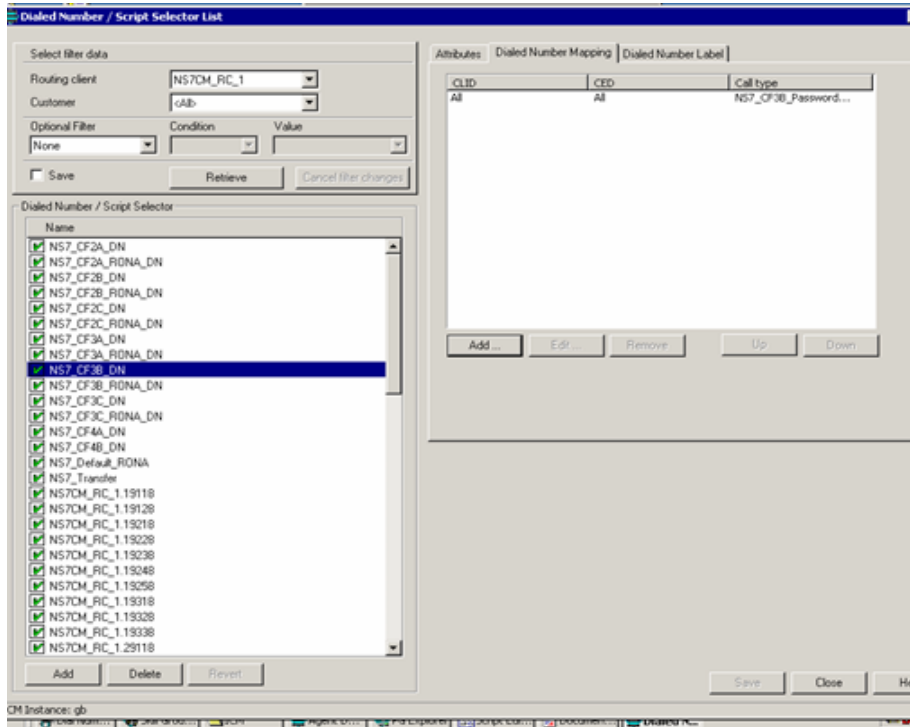 Dialed Number / Script Selector List
Select filter data
Routing client NS7CM_RC_1
Customer <All>
Optional Filter Condition Value
None
Save Retrieve Cancel filter changes
Dialed Number / Script Selector
Name
NS7_CF2A_DN
NS7_CF2A_RONA_DN
NS7_CF2B_DN
NS7_CF2B_RONA_DN
NS7_CF2C_DN
NS7_CF2C_RONA_DN
NS7_CF3A_DN
NS7_CF3A_RONA_DN
NS7_CF3B_DN
NS7_CF3B_RONA_DN
NS7_CF3C_DN
NS7_CF3C_RONA_DN
NS7_CF4A_DN
NS7_CF4B_DN
NS7_Default_RONA
NS7_Transfer
NS7CM_RC_1.19118
NS7CM_RC_1.19128
NS7CM_RC_1.19218
NS7CM_RC_1.19228
NS7CM_RC_1.19238
NS7CM_RC_1.19248
NS7CM_RC_1.19258
NS7CM_RC_1.19318
NS7CM_RC_1.19328
NS7CM_RC_1.19338
NS7CM_RC_1.29118
Add Delete Revert
Attributes Dialed Number Mapping Dialed Number Label
CLID CED Call type
All All NS7_CF3B_Password....
Add ... Edit ... Remove Up Down
Save Close He
CM Instance: gb